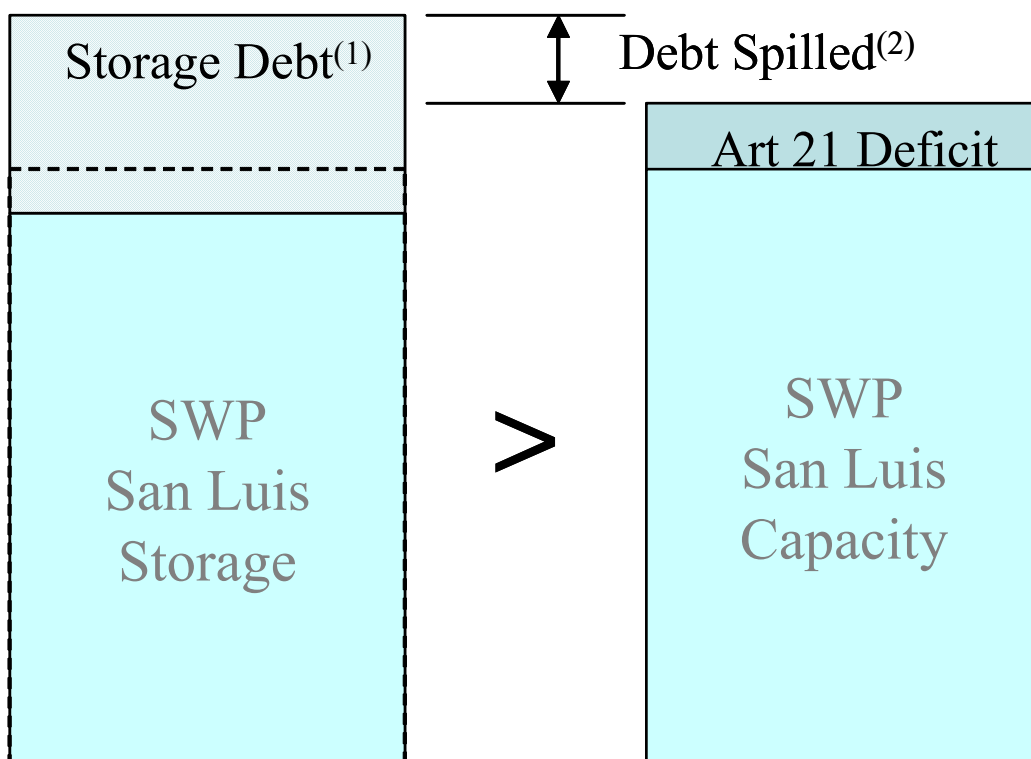 Storage Debt(1)
Debt Spilled(2)
Art 21 Deficit
SWP
San Luis
Storage
>
SWP
San Luis
Capacity